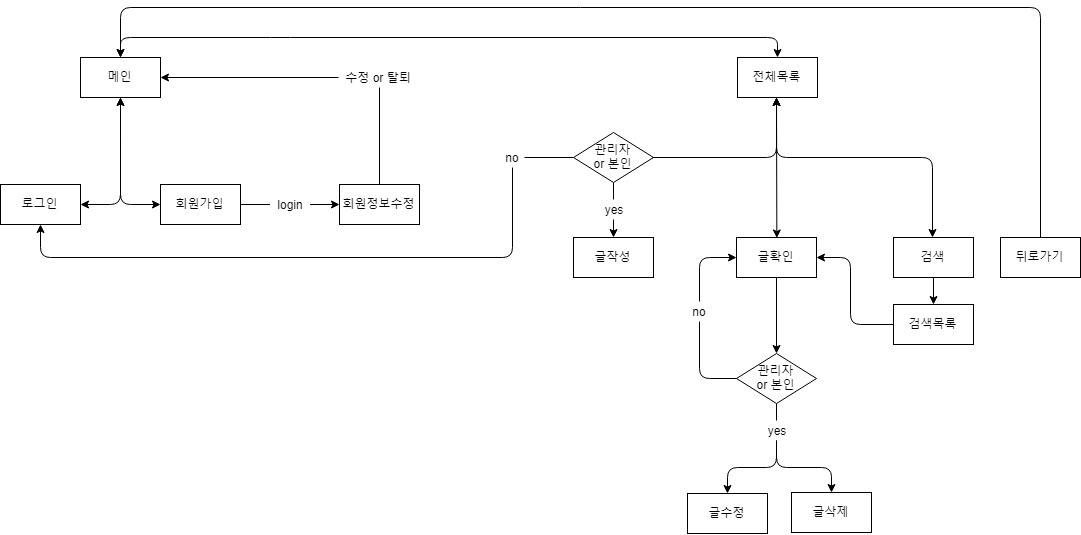 메인
수정 or 탈퇴
전체목록
관리자
or 본인
no
로그인
회원가입
login
회원정보수정
yes
글작성
글확인
검색
뒤로가기
no
검색목록
관리자
or 본인
yes
글수정
글삭제